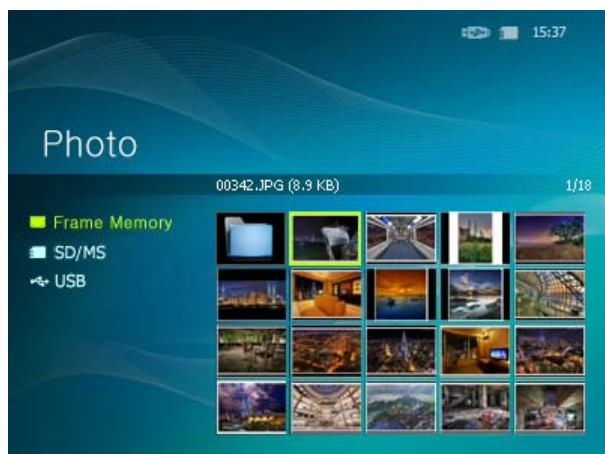 15:37
Photo
00342.JPG (8.9 KB) 1/18
Frame Memory
SD/MS
USB